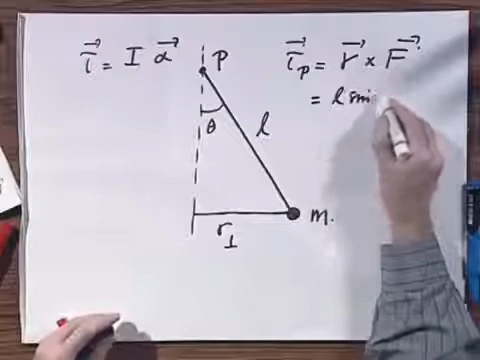 τ⃗ = I α⃗
P
τ⃗ₚ = r⃗ × F⃗
= l sin
θ
l
r⊥
m.